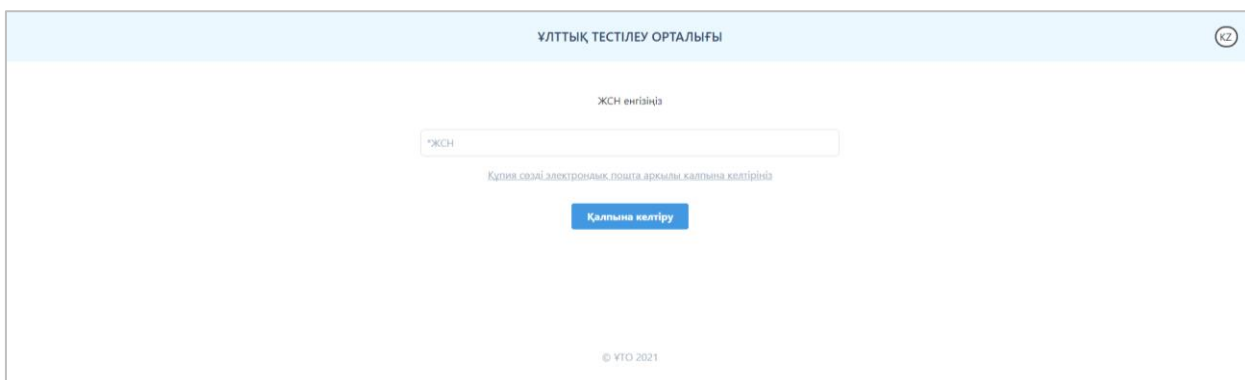 ҰЛТТЫҚ ТЕСТІЛЕУ ОРТАЛЫҒЫ
KZ
ЖСН енгізіңіз
*ЖСН
Құпия сөзді электрондық пошта арқылы қалпына келтіріңіз
Қалпына келтіру
© ҰТО 2021